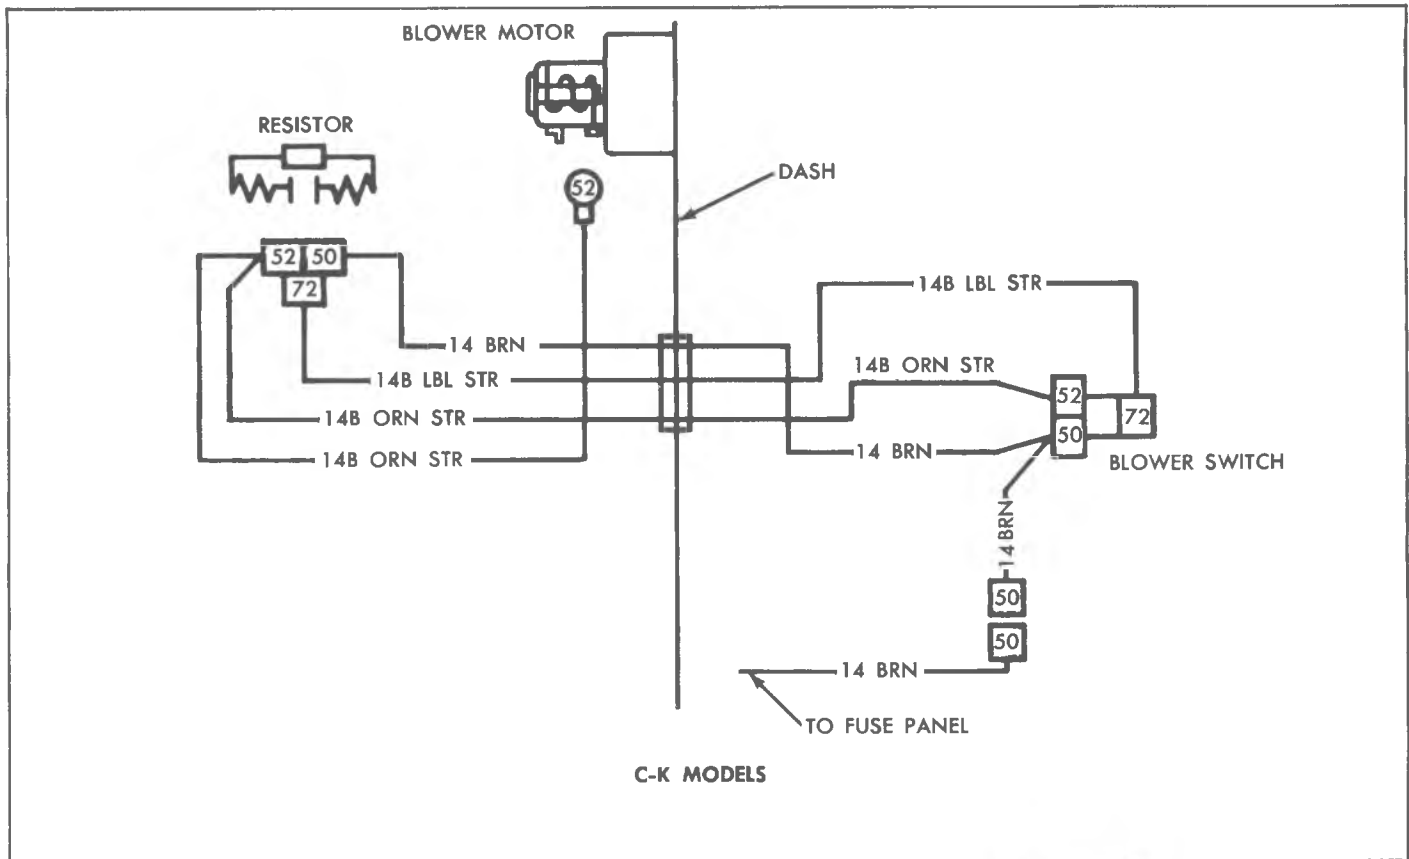 BLOWER MOTOR
RESISTOR
52
DASH
52 50
72
14B LBL STR
14 BRN
14B ORN STR
14B LBL STR
52
72
14B ORN STR
50
14 BRN
14B ORN STR
BLOWER SWITCH
14 BRN
50
50
14 BRN
TO FUSE PANEL
C-K MODELS